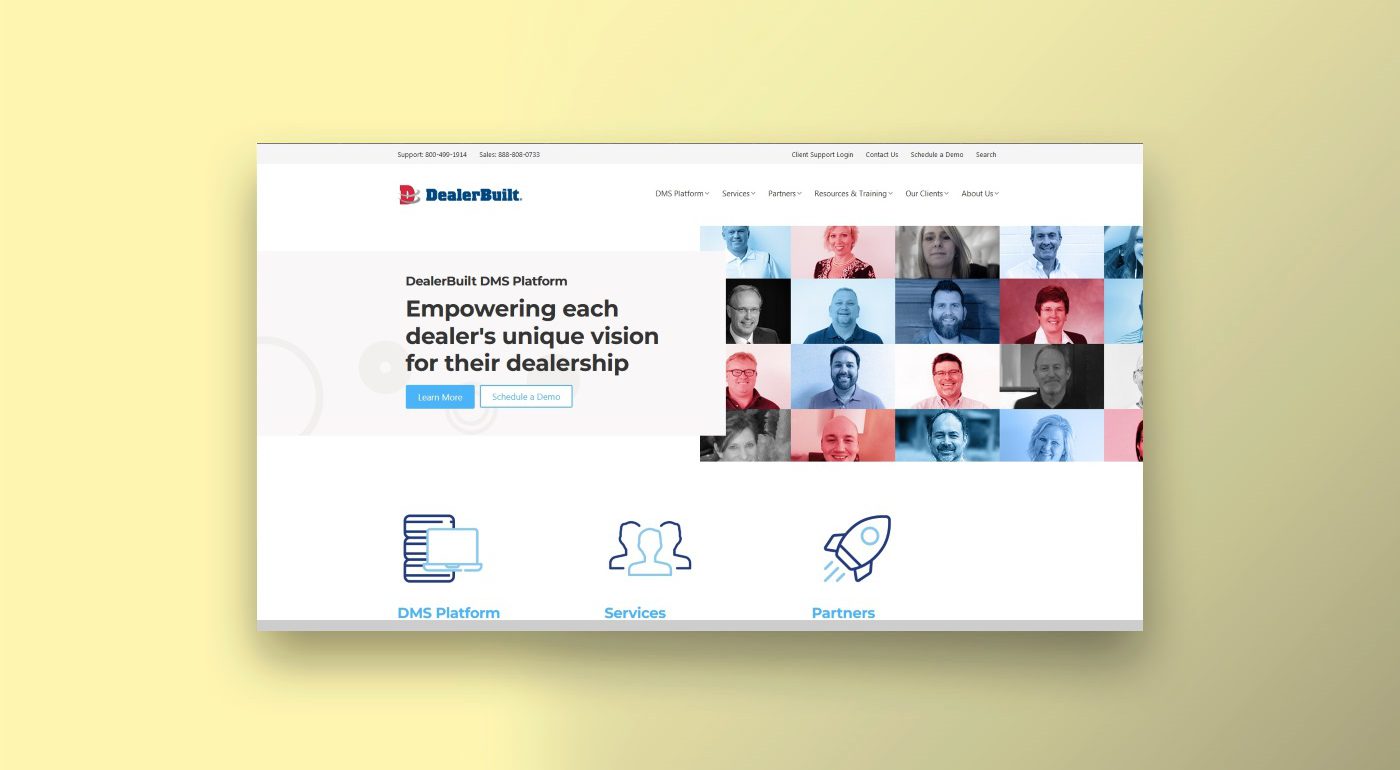 Support: 800-499-1914 Sales: 888-808-0733 Client Support Login Contact Us Schedule a Demo Search
DealerBuilt. DMS Platform Services Partners Resources & Training Our Clients About Us
DealerBuilt DMS Platform
Empowering each
dealer's unique vision
for their dealership
Learn More Schedule a Demo
DMS Platform Services Partners